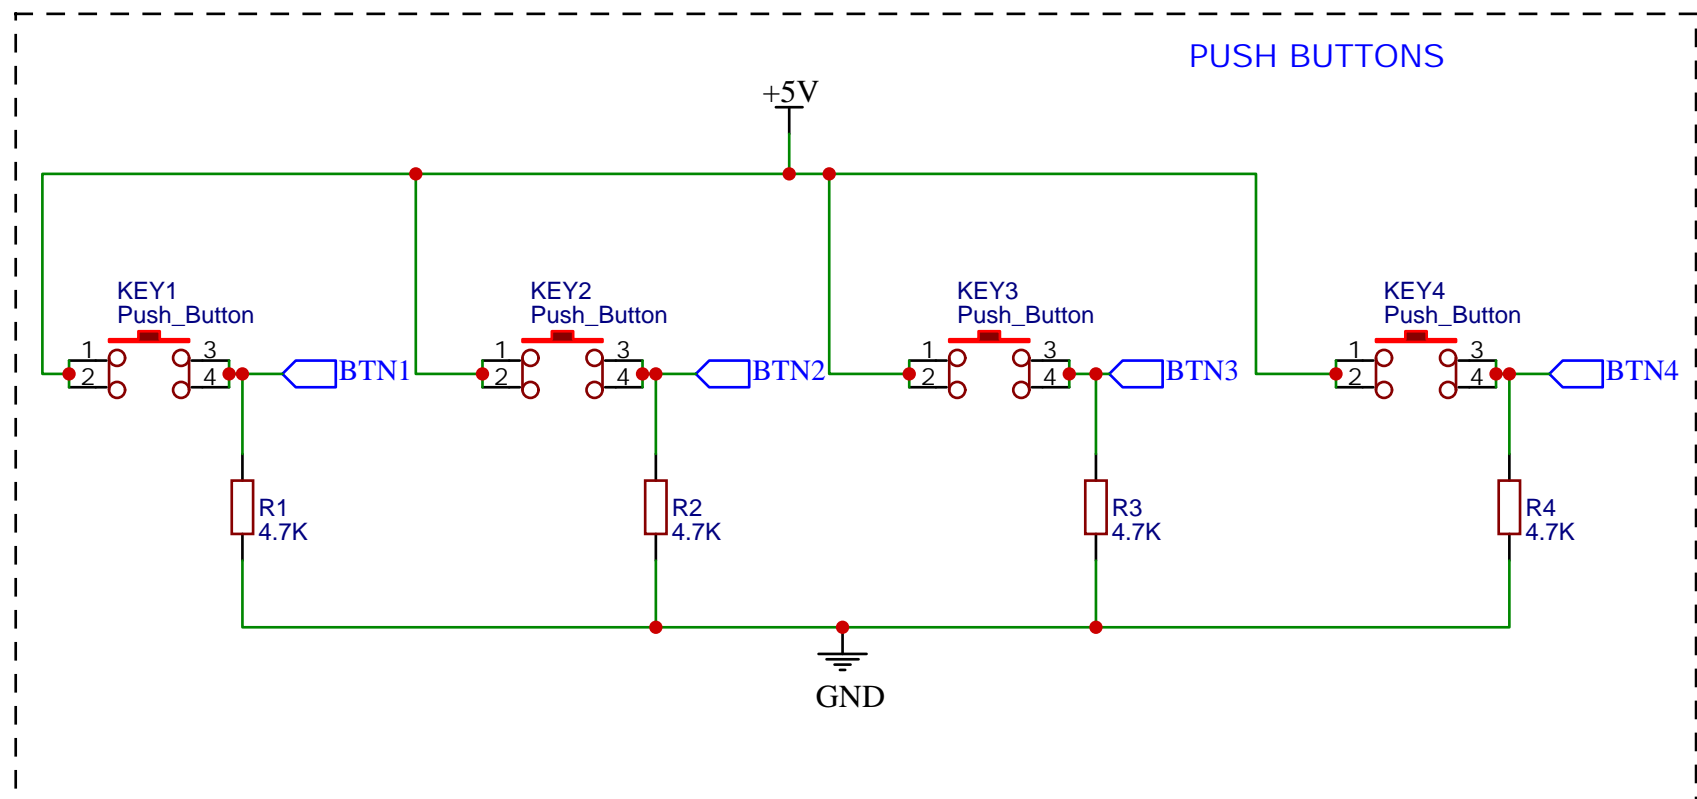 PUSH BUTTONS
+5V
KEY1
Push_Button
1
2
3
4
BTN1
R1
4.7K
KEY2
Push_Button
1
2
3
4
BTN2
R2
4.7K
KEY3
Push_Button
1
2
3
4
BTN3
R3
4.7K
KEY4
Push_Button
1
2
3
4
BTN4
R4
4.7K
GND